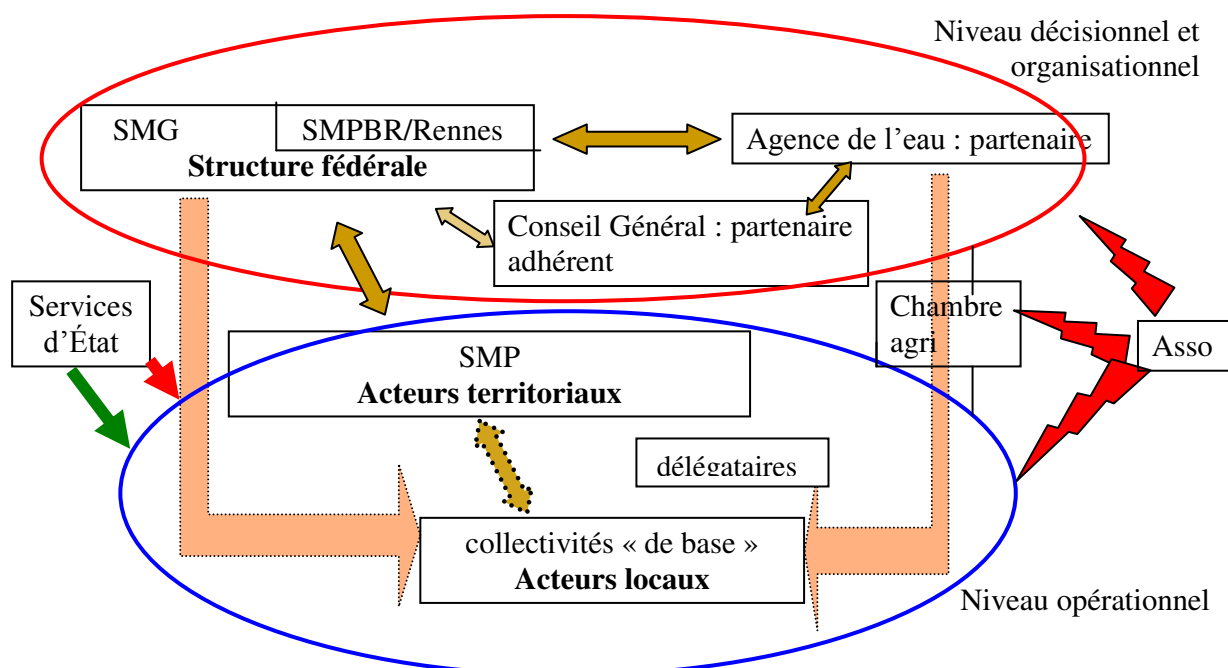 Niveau décisionnel et
organisationnel
SMG
SMPBR/Rennes
Structure fédérale
Agence de l’eau : partenaire
Conseil Général : partenaire
adhérent
Services
d’État
Chambre
agri
Asso
SMP
Acteurs territoriaux
délégataires
collectivités « de base »
Acteurs locaux
Niveau opérationnel